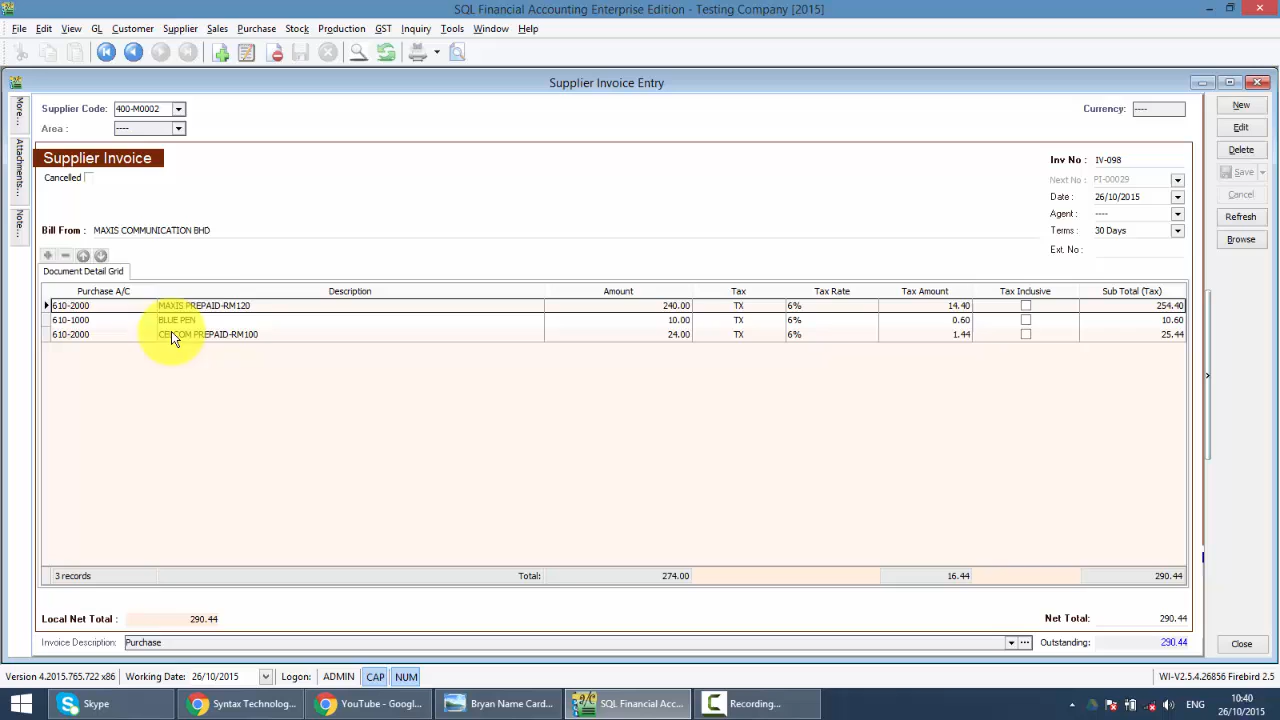 SQL Financial Accounting Enterprise Edition - Testing Company [2015]
File Edit View GL Customer Supplier Sales Purchase Stock Production GST Inquiry Tools Window Help
Supplier Invoice Entry
More...
Attachments...
Note...
Supplier Code: 400-M0002
Currency: ----
Area : ----
Supplier Invoice
Cancelled
Inv No : IV-098
Next No : PI-00029
Date : 26/10/2015
Agent : ----
Terms : 30 Days
Ext. No :
Bill From : MAXIS COMMUNICATION BHD
New
Edit
Delete
Save
Cancel
Refresh
Browse
Document Detail Grid
Purchase A/C Description Amount Tax Tax Rate Tax Amount Tax Inclusive Sub Total (Tax)
610-2000 MAXIS PREPAID-RM120 240.00 TX 6% 14.40 254.40
610-1000 BLUE PEN 10.00 TX 6% 0.60 10.60
610-2000 CELCOM PREPAID-RM100 24.00 TX 6% 1.44 25.44
3 records Total: 274.00 16.44 290.44
Local Net Total : 290.44
Net Total: 290.44
Invoice Description: Purchase
Outstanding: 290.44
Close
Version 4.2015.765.722 x86 Working Date: 26/10/2015 Logon: ADMIN CAP NUM WI-V2.5.4.26856 Firebird 2.5
Skype
Syntax Technolog...
YouTube - Googl...
Bryan Name Card...
SQL Financial Acc...
Recording...
ENG
10:40
26/10/2015